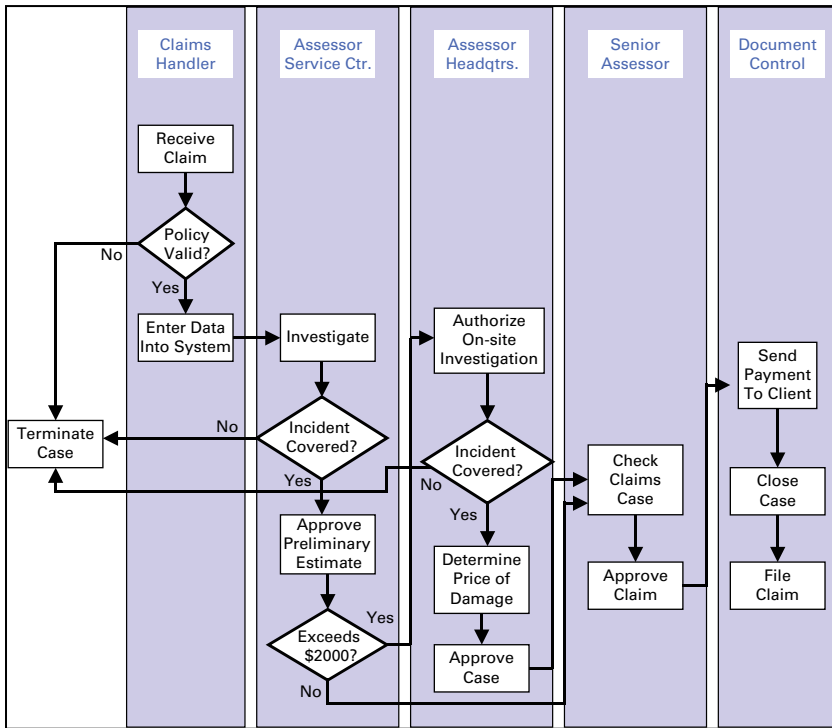 Claims
Handler
Assessor
Service Ctr.
Assessor
Headqtrs.
Senior
Assessor
Document
Control
Receive
Claim
Policy
Valid?
No
Yes
Enter Data
Into System
Investigate
Authorize
On-site
Investigation
Send
Payment
To Client
Terminate
Case
No
Incident
Covered?
Yes
Incident
Covered?
No
Yes
Check
Claims
Case
Close
Case
Approve
Preliminary
Estimate
Determine
Price of
Damage
Approve
Claim
File
Claim
Exceeds
$2000?
Yes
No
Approve
Case